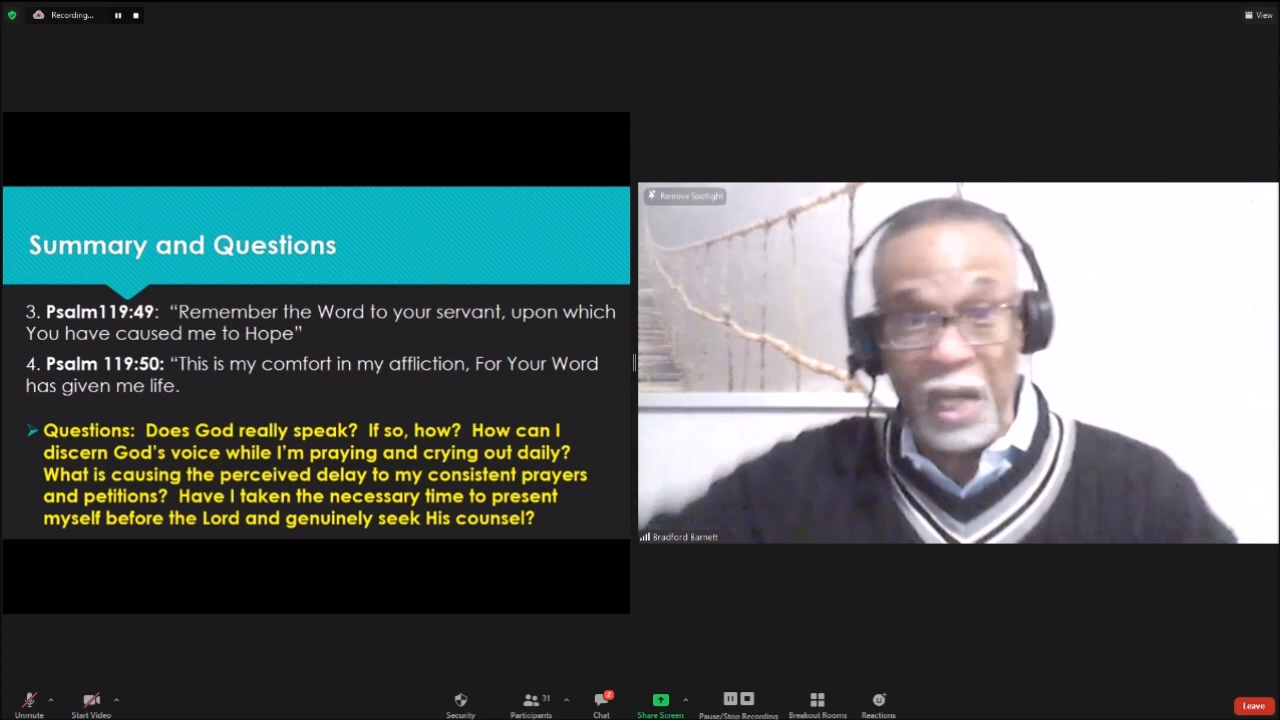 Recording...
View
Summary and Questions
3. Psalm119:49:  “Remember the Word to your servant, upon which
You have caused me to Hope”
4. Psalm 119:50: “This is my comfort in my affliction, For Your Word
has given me life.
Questions:  Does God really speak?  If so, how?  How can I
discern God’s voice while I’m praying and crying out daily?
What is causing the perceived delay to my consistent prayers
and petitions?  Have I taken the necessary time to present
myself before the Lord and genuinely seek His counsel?
Remove Spotlight
Bradford Barnett
31
2
Unmute
Start Video
Security
Participants
Chat
Share Screen
Pause/Stop Recording
Breakout Rooms
Reactions
Leave